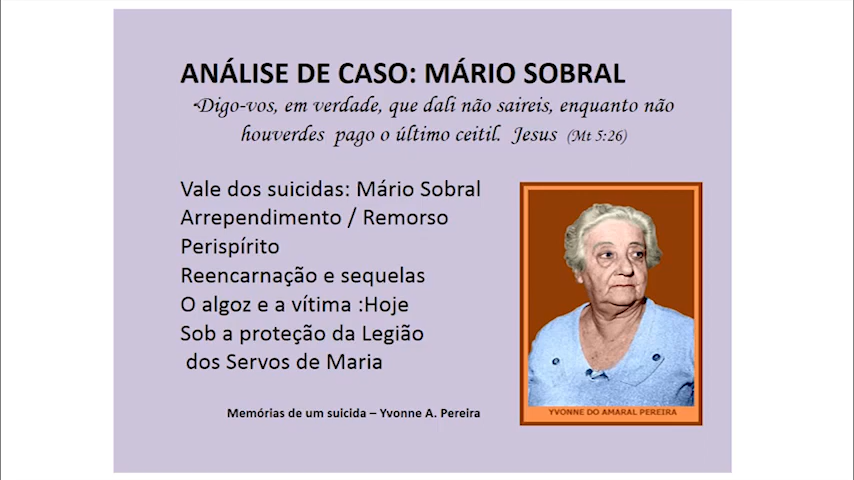 ANÁLISE DE CASO: MÁRIO SOBRAL
•Digo-vos, em verdade, que dali não saireis, enquanto não
houverdes pago o último ceitil. Jesus (Mt 5:26)
Vale dos suicidas: Mário Sobral
Arrependimento / Remorso
Perispírito
Reencarnação e sequelas
O algoz e a vítima :Hoje
Sob a proteção da Legião
dos Servos de Maria
Memórias de um suicida – Yvonne A. Pereira
YVONNE DO AMARAL PEREIRA